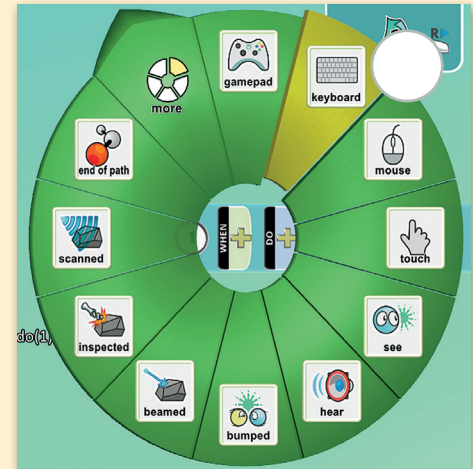 R
gamepad
keyboard
more
mouse
end of path
WHEN
DO
scanned
touch
do(1)
inspected
see
beamed
hear
bumped